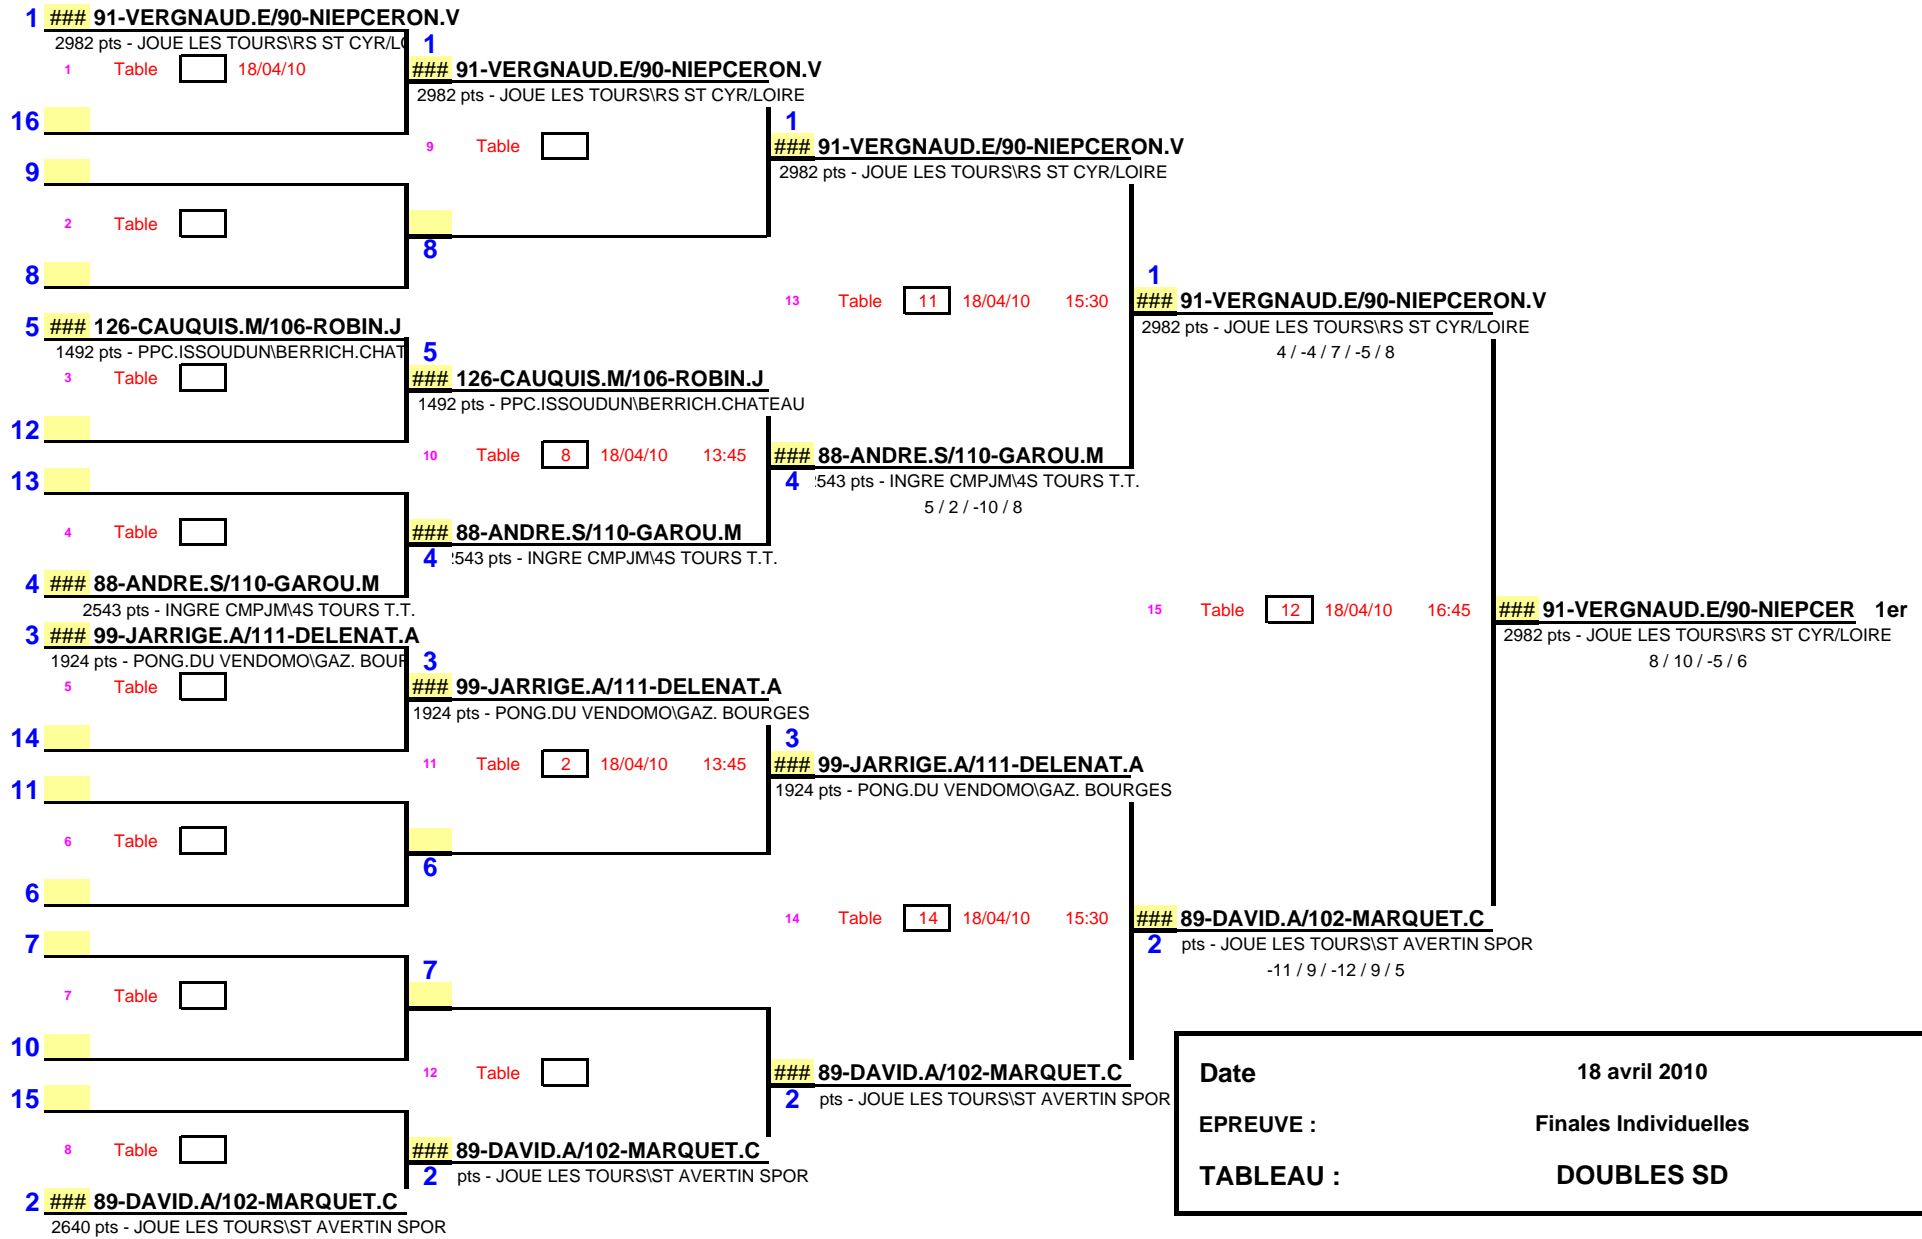 1 ### 91-VERGNAUD.E/90-NIEPCERON.V
2982 pts - JOUE LES TOURS\RS ST CYR/LO
1 Table 18/04/10
16
9
2 Table
8
5 ### 126-CAUQUIS.M/106-ROBIN.J
1492 pts - PPC.ISSOUDUN\BERRICH.CHAT
3 Table
12
13
4 Table
4 ### 88-ANDRE.S/110-GAROU.M
2543 pts - INGRE CMPJM\4S TOURS T.T.
3 ### 99-JARRIGE.A/111-DELENAT.A
1924 pts - PONG.DU VENDOMO\GAZ. BOUR
5 Table
14
11
6 Table
6
7
7 Table
10
15
8 Table
2 ### 89-DAVID.A/102-MARQUET.C
2640 pts - JOUE LES TOURS\ST AVERTIN SPOR
1
### 91-VERGNAUD.E/90-NIEPCERON.V
2982 pts - JOUE LES TOURS\RS ST CYR/LOIRE
9 Table
8
5
### 126-CAUQUIS.M/106-ROBIN.J
1492 pts - PPC.ISSOUDUN\BERRICH.CHATEAU
10 Table 8 18/04/10 13:45
### 88-ANDRE.S/110-GAROU.M
4 2543 pts - INGRE CMPJM\4S TOURS T.T.
3
### 99-JARRIGE.A/111-DELENAT.A
1924 pts - PONG.DU VENDOMO\GAZ. BOURGES
11 Table 2 18/04/10 13:45
6
7
12 Table
### 89-DAVID.A/102-MARQUET.C
2 pts - JOUE LES TOURS\ST AVERTIN SPOR
1
### 91-VERGNAUD.E/90-NIEPCERON.V
2982 pts - JOUE LES TOURS\RS ST CYR/LOIRE
13 Table 11 18/04/10 15:30
### 88-ANDRE.S/110-GAROU.M
4 2543 pts - INGRE CMPJM\4S TOURS T.T.
5 / 2 / -10 / 8
3
### 99-JARRIGE.A/111-DELENAT.A
1924 pts - PONG.DU VENDOMO\GAZ. BOURGES
14 Table 14 18/04/10 15:30
### 89-DAVID.A/102-MARQUET.C
2 pts - JOUE LES TOURS\ST AVERTIN SPOR
1
### 91-VERGNAUD.E/90-NIEPCERON.V
2982 pts - JOUE LES TOURS\RS ST CYR/LOIRE
4 / -4 / 7 / -5 / 8
15 Table 12 18/04/10 16:45
### 89-DAVID.A/102-MARQUET.C
2 pts - JOUE LES TOURS\ST AVERTIN SPOR
-11 / 9 / -12 / 9 / 5
### 91-VERGNAUD.E/90-NIEPCER 1er
2982 pts - JOUE LES TOURS\RS ST CYR/LOIRE
8 / 10 / -5 / 6
Date 18 avril 2010
EPREUVE : Finales Individuelles
TABLEAU : DOUBLES SD